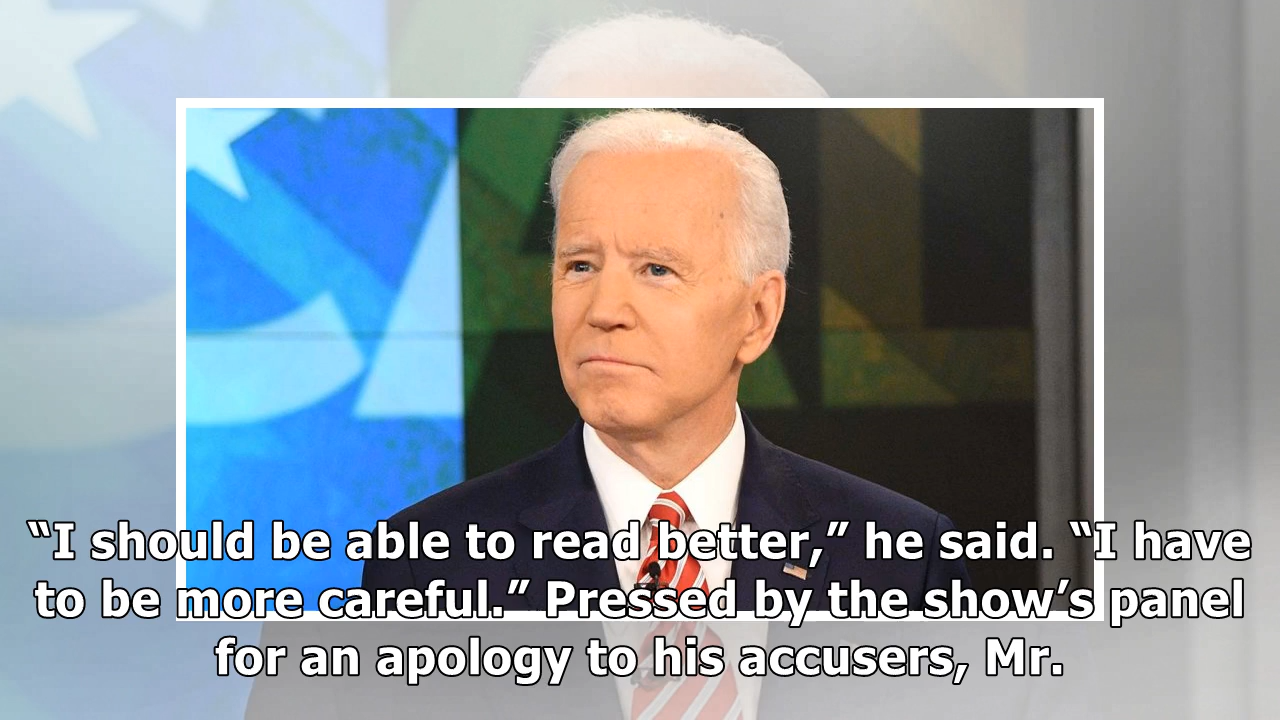 “I should be able to read better,” he said. “I have
to be more careful.” Pressed by the show’s panel
for an apology to his accusers, Mr.